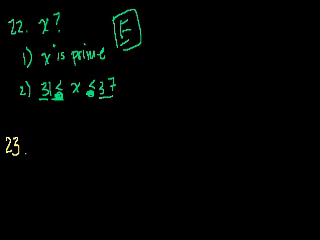 22. x? E
1) x is prime
2) 31 ≤ x ≤ 37
23.